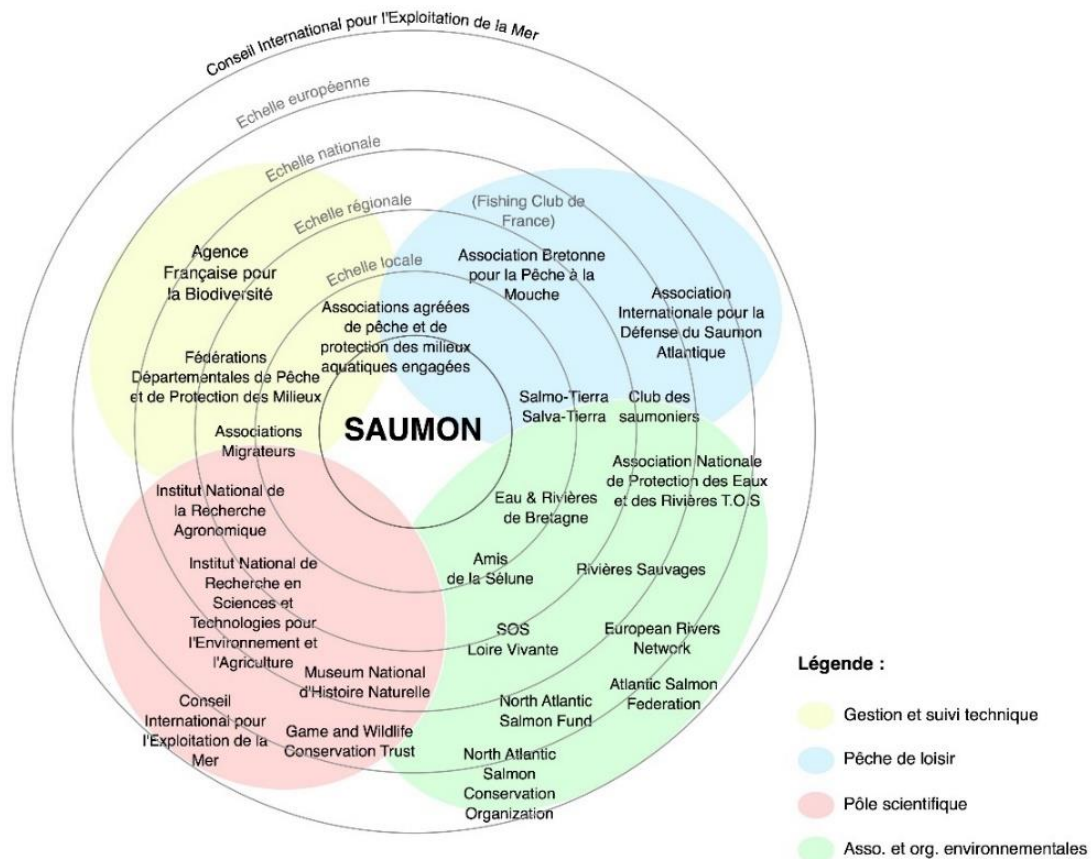 Conseil International pour l'Exploitation de la Mer
Echelle européenne
Echelle nationale
Echelle régionale
Echelle locale
(Fishing Club de
France)
Agence
Française pour
la Biodiversité
Association Bretonne
pour la Pêche à la
Mouche
Association
Internationale pour la
Défense du Saumon
Atlantique
Associations agréées
de pêche et de
protection des milieux
aquatiques engagées
Fédérations
Départementales de Pêche
et de Protection des Milieux
Salmo-Tierra
Salva-Tierra
Club des
saumoniers
SAUMON
Associations
Migrateurs
Association Nationale
de Protection des Eaux
et des Rivières T.O.S
Institut National de
la Recherche
Agronomique
Eau & Rivières
de Bretagne
Institut National de
Recherche en
Sciences et
Technologies pour
l'Environnement et
l'Agriculture
Amis
de la Sélune
Rivières Sauvages
SOS
Loire Vivante
European Rivers
Network
Museum National
d'Histoire Naturelle
Atlantic Salmon
Federation
Conseil
International pour
l'Exploitation de la
Mer
Game and Wildlife
Conservation Trust
North Atlantic
Salmon Fund
North Atlantic
Salmon
Conservation
Organization
Légende :
Gestion et suivi technique
Pêche de loisir
Pôle scientifique
Asso. et org. environnementales